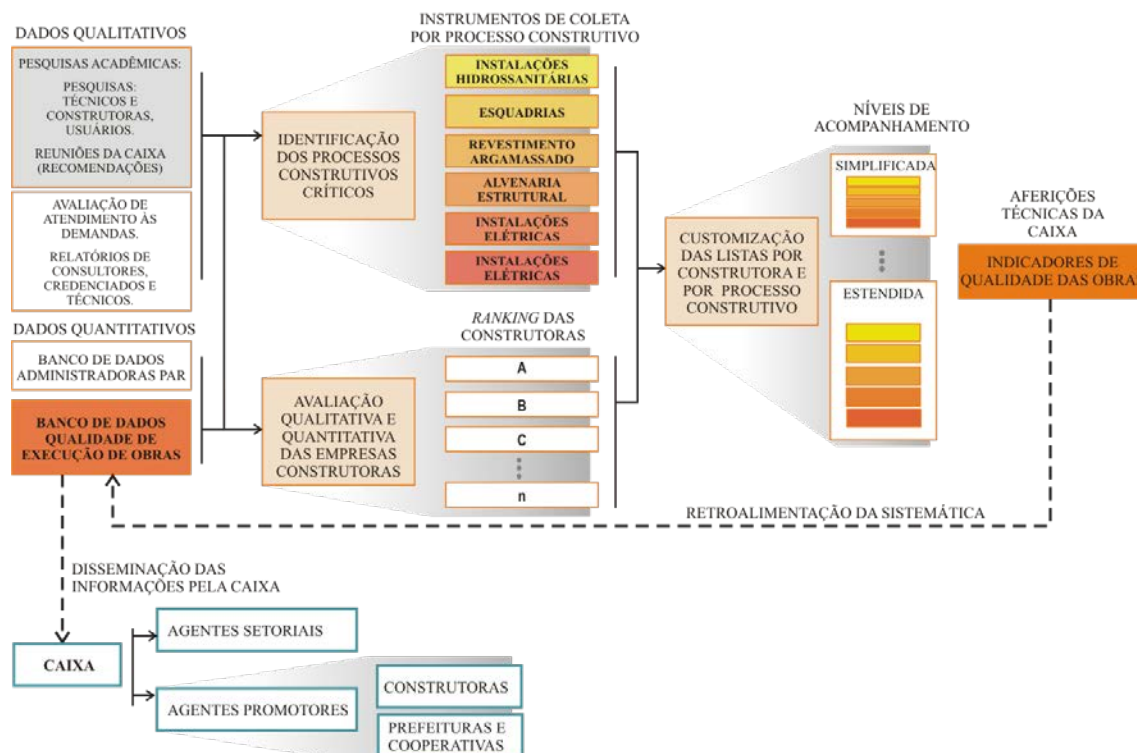 DADOS QUALITATIVOS
PESQUISAS ACADÊMICAS:
PESQUISAS:
TÉCNICOS E
CONSTRUTORAS,
USUÁRIOS.
REUNIÕES DA CAIXA
(RECOMENDAÇÕES)
AVALIAÇÃO DE
ATENDIMENTO ÀS
DEMANDAS.
RELATÓRIOS DE
CONSULTORES,
CREDENCIADOS E
TÉCNICOS.
DADOS QUANTITATIVOS
BANCO DE DADOS
ADMINISTRADORAS PAR
BANCO DE DADOS
QUALIDADE DE
EXECUÇÃO DE OBRAS
IDENTIFICAÇÃO
DOS PROCESSOS
CONSTRUTIVOS
CRÍTICOS
INSTRUMENTOS DE COLETA
POR PROCESSO CONSTRUTIVO
INSTALAÇÕES
HIDROSSANITÁRIAS
ESQUADRIAS
REVESTIMENTO
ARGAMASSADO
ALVENARIA
ESTRUTURAL
INSTALAÇÕES
ELÉTRICAS
INSTALAÇÕES
ELÉTRICAS
AVALIAÇÃO
QUALITATIVA E
QUANTITATIVA
DAS EMPRESAS
CONSTRUTORAS
RANKING DAS
CONSTRUTORAS
A
B
C
n
CUSTOMIZAÇÃO
DAS LISTAS POR
CONSTRUTORA E
POR PROCESSO
CONSTRUTIVO
NÍVEIS DE
ACOMPANHAMENTO
SIMPLIFICADA
ESTENDIDA
AFERIÇÕES
TÉCNICAS DA
CAIXA
INDICADORES DE
QUALIDADE DAS OBRAS
RETROALIMENTAÇÃO DA SISTEMÁTICA
DISSEMINAÇÃO DAS
INFORMAÇÕES PELA CAIXA
CAIXA
AGENTES SETORIAIS
AGENTES PROMOTORES
CONSTRUTORAS
PREFEITURAS E
COOPERATIVAS